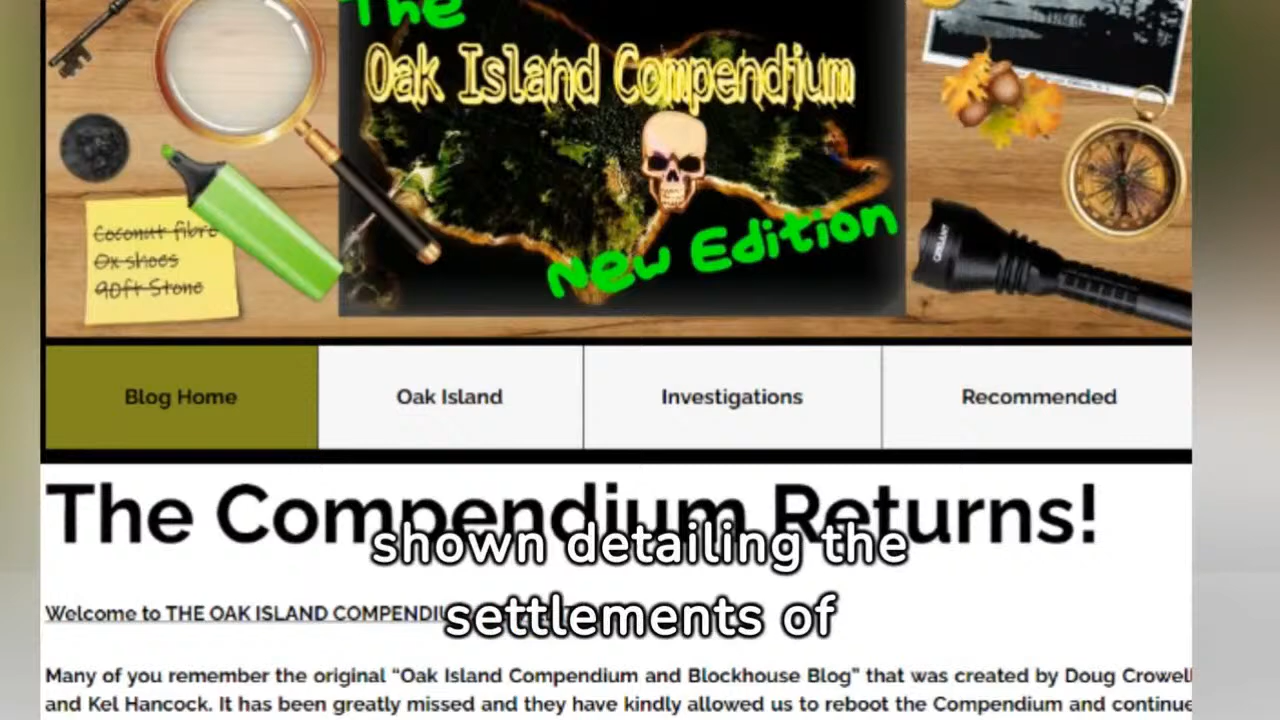 The
Oak Island Compendium
New Edition
Coconut fibre
Ox shoes
90ft Stone
Blog Home
Oak Island
Investigations
Recommended
The Compendium Returns!
shown detailing the
settlements of
Welcome to THE OAK ISLAND
Many of you remember the original “Oak Island Compendium and Blockhouse Blog” that was created by Doug Crowell
and Kel Hancock. It has been greatly missed and they have kindly allowed us to reboot the Compendium and continue